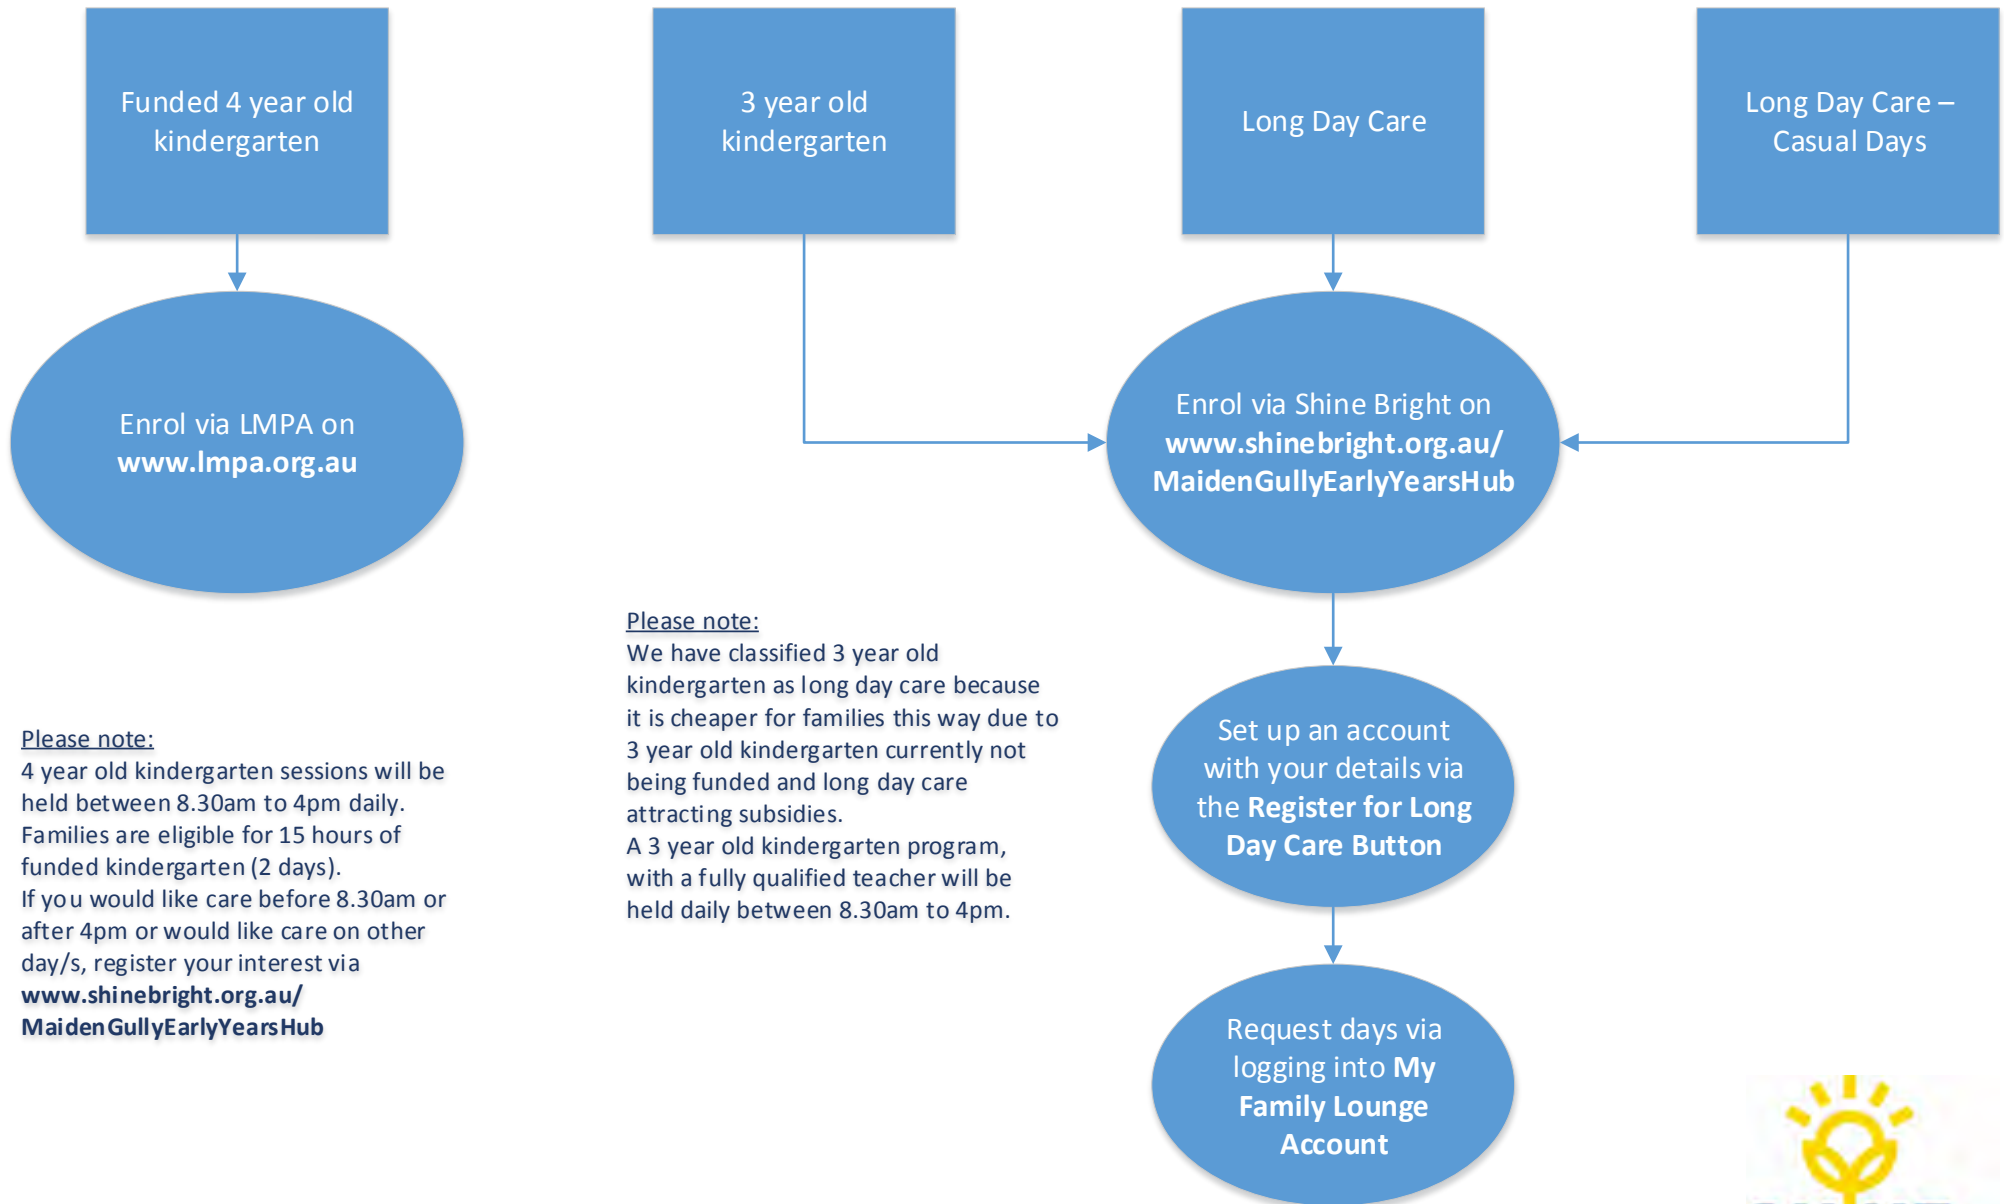 Funded 4 year old
kindergarten
3 year old
kindergarten
Long Day Care
Long Day Care –
Casual Days
Enrol via LMPA on
www.lmpa.org.au
Enrol via Shine Bright on
www.shinebright.org.au/
MaidenGullyEarlyYearsHub
Please note:
4 year old kindergarten sessions will be
held between 8.30am to 4pm daily.
Families are eligible for 15 hours of
funded kindergarten (2 days).
If you would like care before 8.30am or
after 4pm or would like care on other
day/s, register your interest via
www.shinebright.org.au/
MaidenGullyEarlyYearsHub
Please note:
We have classified 3 year old
kindergarten as long day care because
it is cheaper for families this way due to
3 year old kindergarten currently not
being funded and long day care
attracting subsidies.
A 3 year old kindergarten program,
with a fully qualified teacher will be
held daily between 8.30am to 4pm.
Set up an account
with your details via
the Register for Long
Day Care Button
Request days via
logging into My
Family Lounge
Account